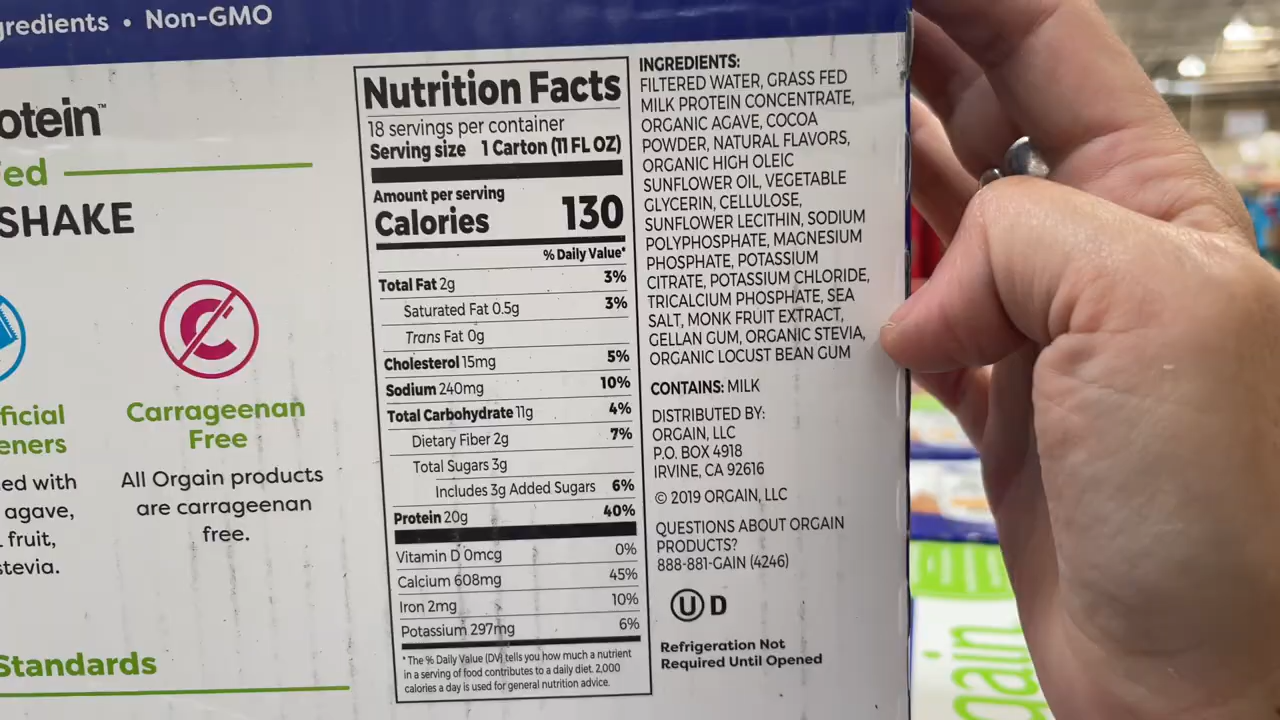 gredients • Non-GMO
otein™
Fed
SHAKE
ficial
eners
ed with
agave,
fruit,
stevia.
Carrageenan
Free
All Orgain products
are carrageenan
free.
Standards
Nutrition Facts
18 servings per container
Serving size 1 Carton (11 FL OZ)
Amount per serving
Calories 130
% Daily Value*
Total Fat 2g 3%
Saturated Fat 0.5g 3%
Trans Fat 0g
Cholesterol 15mg 5%
Sodium 240mg 10%
Total Carbohydrate 11g 4%
Dietary Fiber 2g 7%
Total Sugars 3g
Includes 3g Added Sugars 6%
Protein 20g 40%
Vitamin D 0mcg 0%
Calcium 608mg 45%
Iron 2mg 10%
Potassium 297mg 6%
* The % Daily Value (DV) tells you how much a nutrient
in a serving of food contributes to a daily diet. 2,000
calories a day is used for general nutrition advice.
INGREDIENTS:
FILTERED WATER, GRASS FED
MILK PROTEIN CONCENTRATE,
ORGANIC AGAVE, COCOA
POWDER, NATURAL FLAVORS,
ORGANIC HIGH OLEIC
SUNFLOWER OIL, VEGETABLE
GLYCERIN, CELLULOSE,
SUNFLOWER LECITHIN, SODIUM
POLYPHOSPHATE, MAGNESIUM
PHOSPHATE, POTASSIUM
CITRATE, POTASSIUM CHLORIDE,
TRICALCIUM PHOSPHATE, SEA
SALT, MONK FRUIT EXTRACT,
GELLAN GUM, ORGANIC STEVIA,
ORGANIC LOCUST BEAN GUM
CONTAINS: MILK
DISTRIBUTED BY:
ORGAIN, LLC
P.O. BOX 4918
IRVINE, CA 92616
© 2019 ORGAIN, LLC
QUESTIONS ABOUT ORGAIN
PRODUCTS?
888-881-GAIN (4246)
U D
Refrigeration Not
Required Until Opened
gain